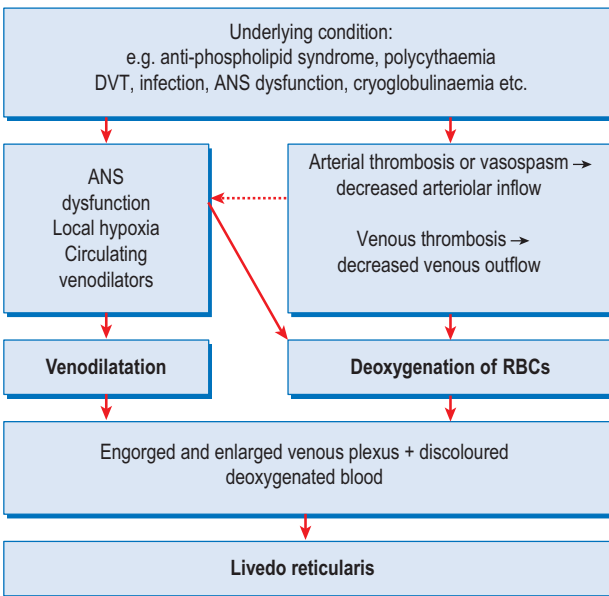 Underlying condition:
e.g. anti-phospholipid syndrome, polycythaemia
DVT, infection, ANS dysfunction, cryoglobulinaemia etc.
ANS
dysfunction
Local hypoxia
Circulating
venodilators
Arterial thrombosis or vasospasm →
decreased arteriolar inflow
Venous thrombosis →
decreased venous outflow
Venodilatation
Deoxygenation of RBCs
Engorged and enlarged venous plexus + discoloured
deoxygenated blood
Livedo reticularis